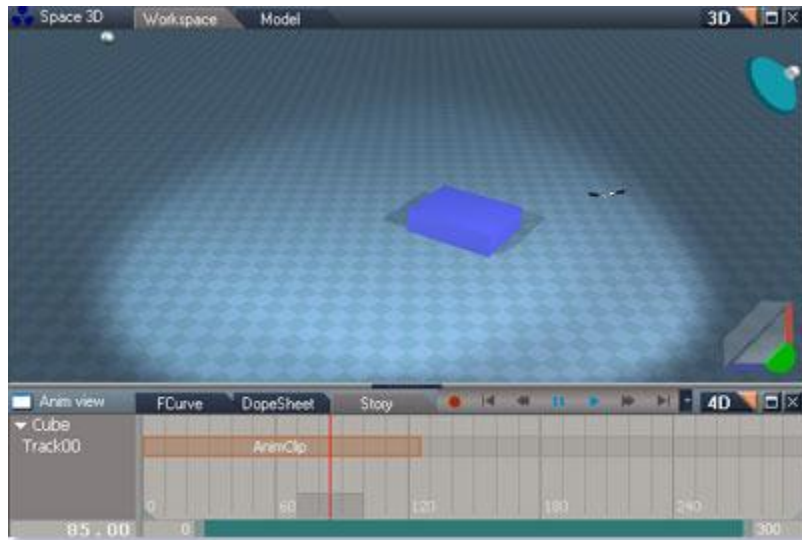 Space 3D Workspace Model 3D
Anim view FCurve DopeSheet Story 4D
Cube
Track00 AnimClip
0 60 120 180 240
85.00 0 300